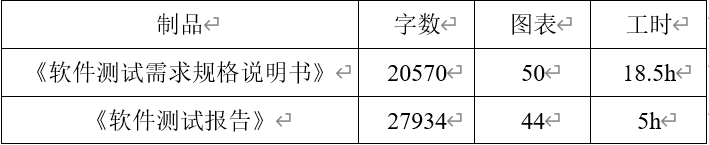 制品 字数 图表 工时
《软件测试需求规格说明书》 20570 50 18.5h
《软件测试报告》 27934 44 5h